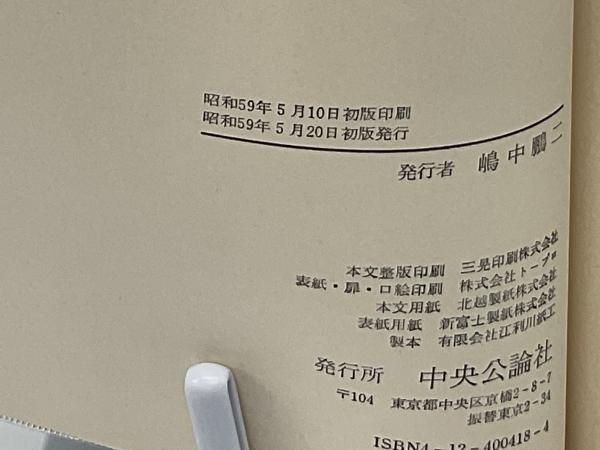 昭和59年5月10日初版印刷
昭和59年5月20日初版発行
発行者 嶋中鵬二
本文整版印刷 三晃印刷株式会社
表紙・扉・口絵印刷 株式会社トープロ
本文用紙 北越製紙株式会社
表紙用紙 新富士製紙株式会社
製本 有限会社江利川紙工
発行所 中央公論社
〒104 東京都中央区京橋2-8-7
振替東京2-34
ISBN4-12-400418-4